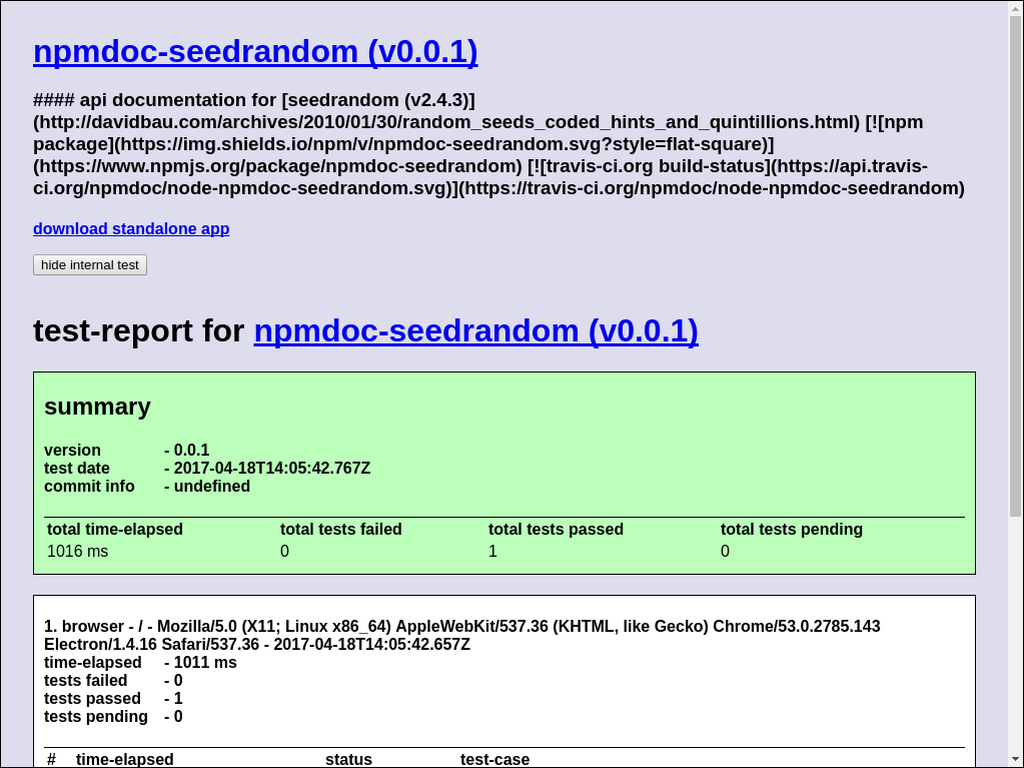 npmdoc-seedrandom (v0.0.1)
#### api documentation for [seedrandom (v2.4.3)]
(http://davidbau.com/archives/2010/01/30/random_seeds_coded_hints_and_quintillions.html) [![npm
package](https://img.shields.io/npm/v/npmdoc-seedrandom.svg?style=flat-square)]
(https://www.npmjs.org/package/npmdoc-seedrandom) [![travis-ci.org build-status](https://api.travis-
ci.org/npmdoc/node-npmdoc-seedrandom.svg)](https://travis-ci.org/npmdoc/node-npmdoc-seedrandom)
download standalone app
hide internal test
test-report for npmdoc-seedrandom (v0.0.1)
summary
version - 0.0.1
test date - 2017-04-18T14:05:42.767Z
commit info - undefined
total time-elapsed total tests failed total tests passed total tests pending
1016 ms 0 1 0
1. browser - / - Mozilla/5.0 (X11; Linux x86_64) AppleWebKit/537.36 (KHTML, like Gecko) Chrome/53.0.2785.143
Electron/1.4.16 Safari/537.36 - 2017-04-18T14:05:42.657Z
time-elapsed - 1011 ms
tests failed - 0
tests passed - 1
tests pending - 0
# time-elapsed status test-case